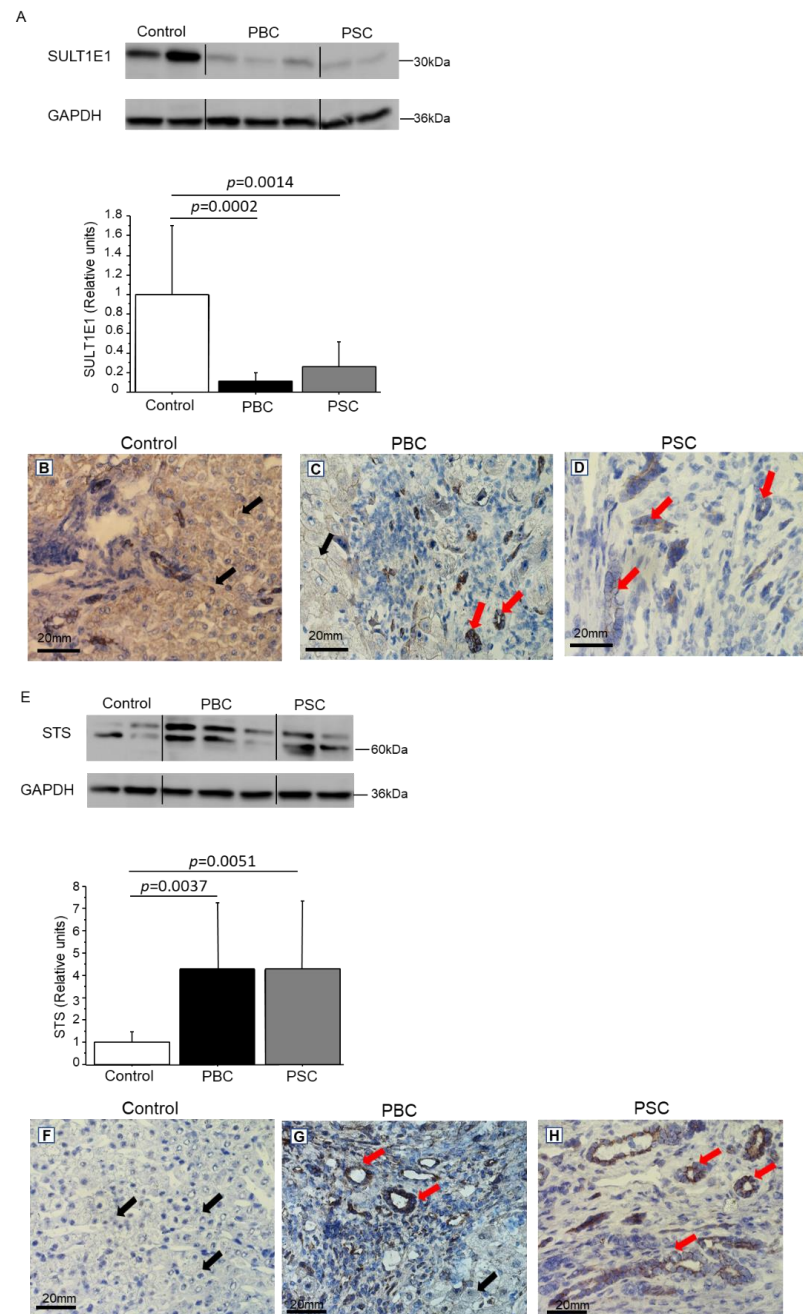 A
Control PBC PSC
SULT1E1
30kDa
GAPDH
36kDa
p=0.0014
p=0.0002
SULT1E1 (Relative units)
1.8
1.6
1.4
1.2
1
0.8
0.6
0.4
0.2
0
Control PBC PSC
Control PBC PSC
B C D
20mm 20mm 20mm
E
Control PBC PSC
STS
60kDa
GAPDH
36kDa
p=0.0051
p=0.0037
STS (Relative units)
8
7
6
5
4
3
2
1
0
Control PBC PSC
Control PBC PSC
F G H
20mm 20mm 20mm